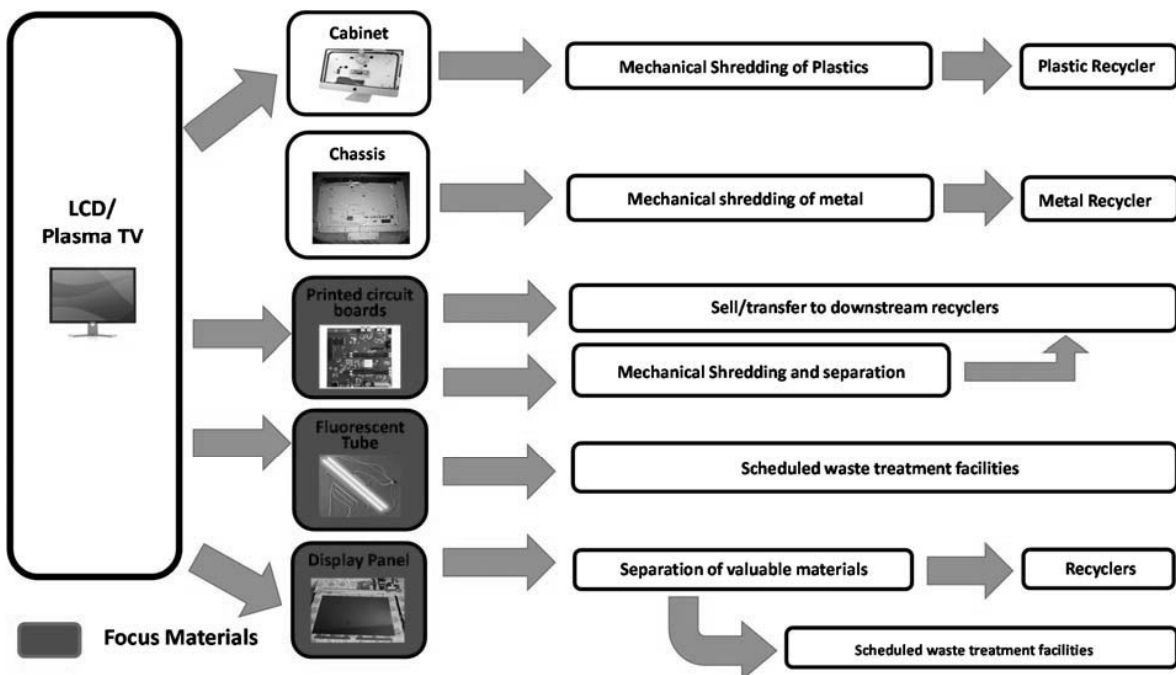 LCD/
Plasma TV
Cabinet
Mechanical Shredding of Plastics
Plastic Recycler
Chassis
Mechanical shredding of metal
Metal Recycler
Printed circuit
boards
Sell/transfer to downstream recyclers
Mechanical Shredding and separation
Fluorescent
Tube
Scheduled waste treatment facilities
Display Panel
Separation of valuable materials
Recyclers
Scheduled waste treatment facilities
Focus Materials